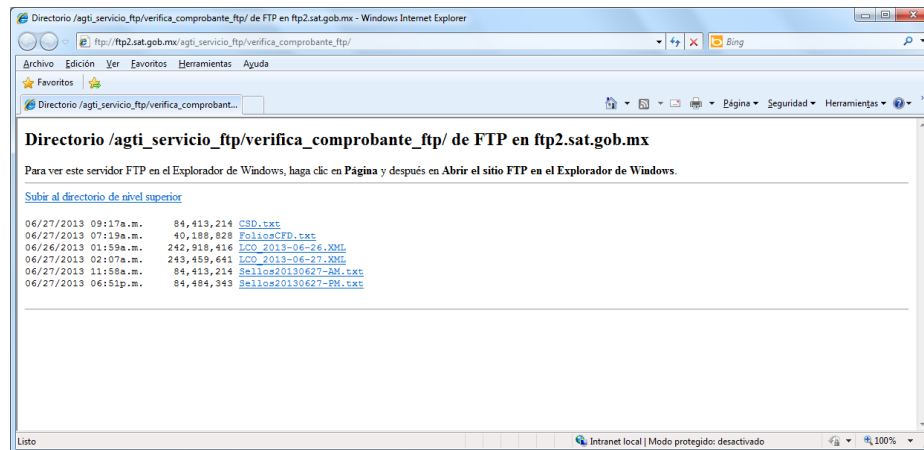 Directorio /agti_servicio_ftp/verifica_comprobante_ftp/ de FTP en ftp2.sat.gob.mx - Windows Internet Explorer
ftp://ftp2.sat.gob.mx/agti_servicio_ftp/verifica_comprobante_ftp/
Bing
Archivo Edición Ver Favoritos Herramientas Ayuda
Favoritos
Directorio /agti_servicio_ftp/verifica_comprobant...
Página Seguridad Herramientas
Directorio /agti_servicio_ftp/verifica_comprobante_ftp/ de FTP en ftp2.sat.gob.mx
Para ver este servidor FTP en el Explorador de Windows, haga clic en Página y después en Abrir el sitio FTP en el Explorador de Windows.
Subir al directorio de nivel superior
06/27/2013 09:17a.m. 84,413,214 CSD.txt
06/27/2013 07:19a.m. 40,188,828 FoliosCFD.txt
06/26/2013 01:59a.m. 242,918,416 LCO_2013-06-26.XML
06/27/2013 02:07a.m. 243,459,641 LCO_2013-06-27.XML
06/27/2013 11:58a.m. 84,413,214 Sellos20130627-AM.txt
06/27/2013 06:51p.m. 84,484,343 Sellos20130627-PM.txt
Listo
Intranet local | Modo protegido: desactivado
100%